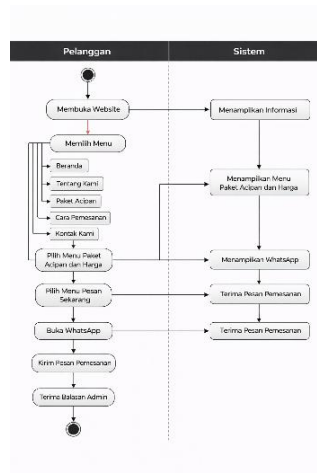 Pelanggan
Sistem
Membuka Website
Menampilkan Informasi
Memilih Menu
Beranda
Tentang Kami
Paket Acipan
Cara Pemesanan
Kontak Kami
Menampilkan Menu
Paket Acipan dan Harga
Pilih Menu Paket
Acipan dan Harga
Menampilkan WhatsApp
Pilih Menu Pesan
Sekarang
Terima Pesan Pemesanan
Buka WhatsApp
Terima Pesan Pemesanan
Kirim Pesan Pemesanan
Terima Balasan Admin